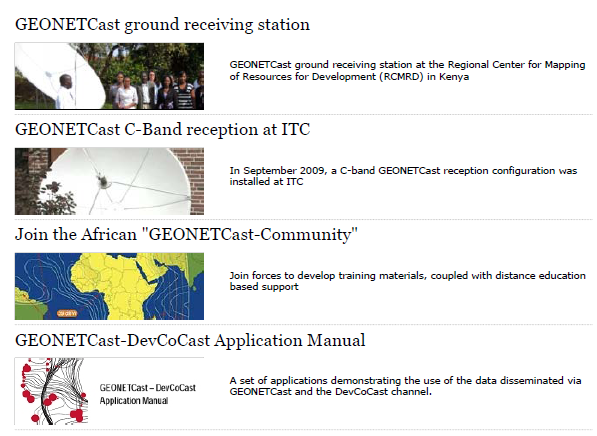 GEONETCast ground receiving station
GEONETCast ground receiving station at the Regional Center for Mapping
of Resources for Development (RCMRD) in Kenya
GEONETCast C-Band reception at ITC
In September 2009, a C-band GEONETCast reception configuration was
installed at ITC
Join the African "GEONETCast-Community"
Join forces to develop training materials, coupled with distance education
based support
GEONETCast-DevCoCast Application Manual
GEONETCast – DevCoCast
Application Manual
A set of applications demonstrating the use of the data disseminated via
GEONETCast and the DevCoCast channel.